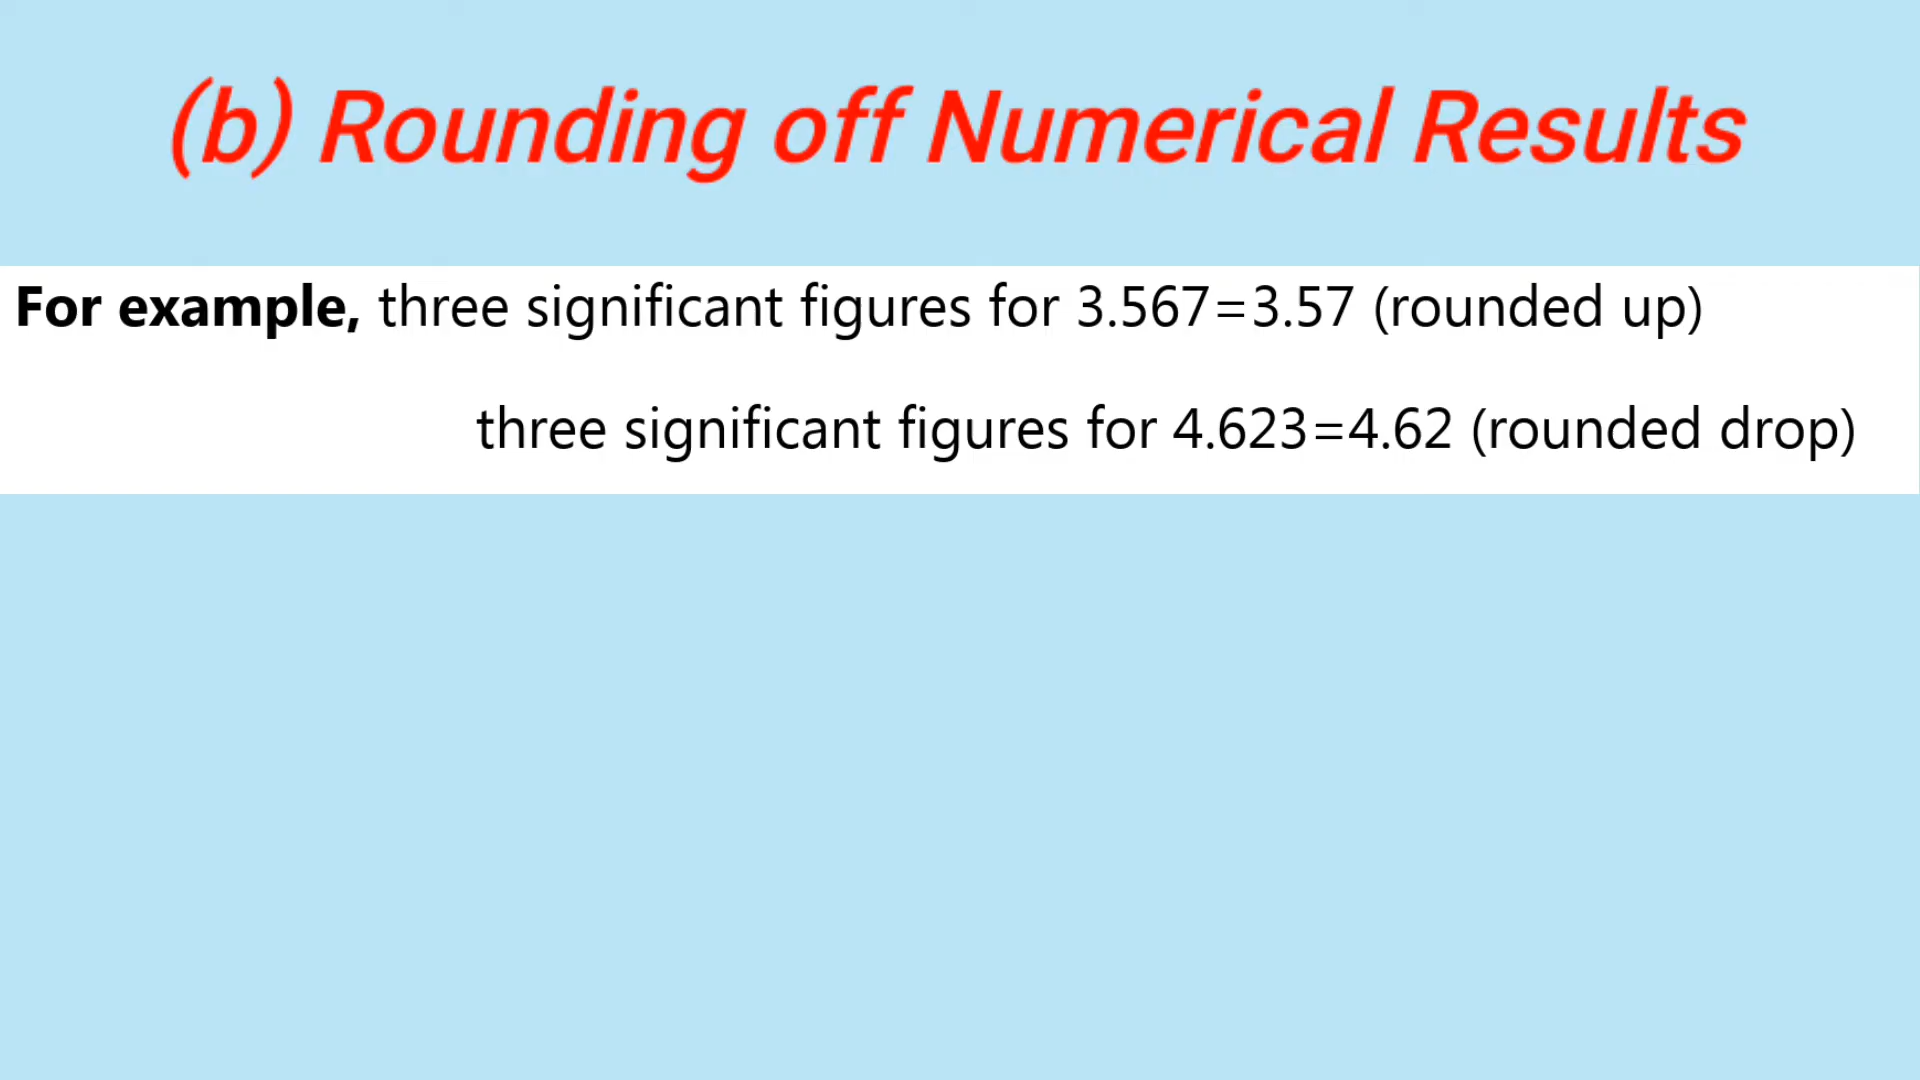 (b) Rounding off Numerical Results
For example, three significant figures for 3.567=3.57 (rounded up)
three significant figures for 4.623=4.62 (rounded drop)